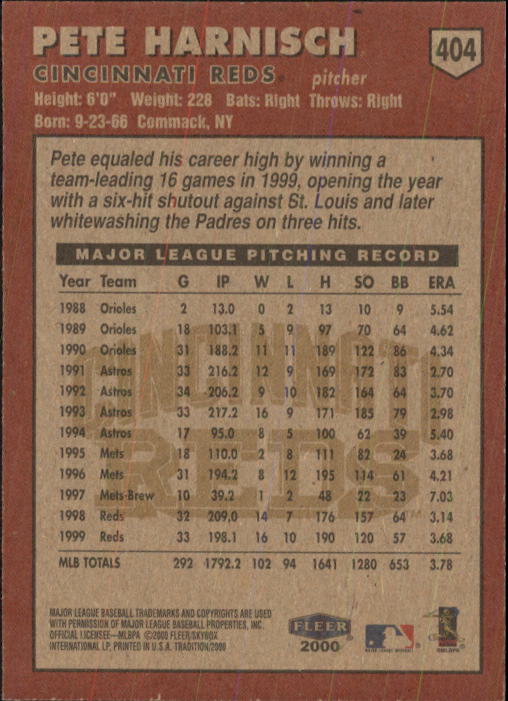 PETE HARNISCH
404
CINCINNATI REDS pitcher
Height: 6'0" Weight: 228 Bats: Right Throws: Right
Born: 9-23-66 Commack, NY
Pete equaled his career high by winning a
team-leading 16 games in 1999, opening the year
with a six-hit shutout against St. Louis and later
whitewashing the Padres on three hits.
MAJOR LEAGUE PITCHING RECORD
Year Team G IP W L H SO BB ERA
1988 Orioles 2 13.0 0 2 13 10 9 5.54
1989 Orioles 18 103.1 5 9 97 70 64 4.62
1990 Orioles 31 188.2 11 11 189 122 86 4.34
1991 Astros 33 216.2 12 9 169 172 83 2.70
1992 Astros 34 206.2 9 10 182 164 64 3.70
1993 Astros 33 217.2 16 9 171 185 79 2.98
1994 Astros 17 95.0 8 5 100 62 39 5.40
1995 Mets 18 110.0 2 8 111 82 24 3.68
1996 Mets 31 194.2 8 12 195 114 61 4.21
1997 Mets-Brew 10 39.2 1 2 48 22 23 7.03
1998 Reds 32 209.0 14 7 176 157 64 3.14
1999 Reds 33 198.1 16 10 190 120 57 3.68
MLB TOTALS 292 1792.2 102 94 1641 1280 653 3.78
CINCINNATI
REDS™
MAJOR LEAGUE BASEBALL TRADEMARKS AND COPYRIGHTS ARE USED
WITH PERMISSION OF MAJOR LEAGUE BASEBALL PROPERTIES, INC.
OFFICIAL LICENSEE—MLBPA ©2000 FLEER/SKYBOX
INTERNATIONAL LP, PRINTED IN U.S.A. TRADITION/2000
FLEER
2000
MAJOR LEAGUE BASEBALL
MLBPA